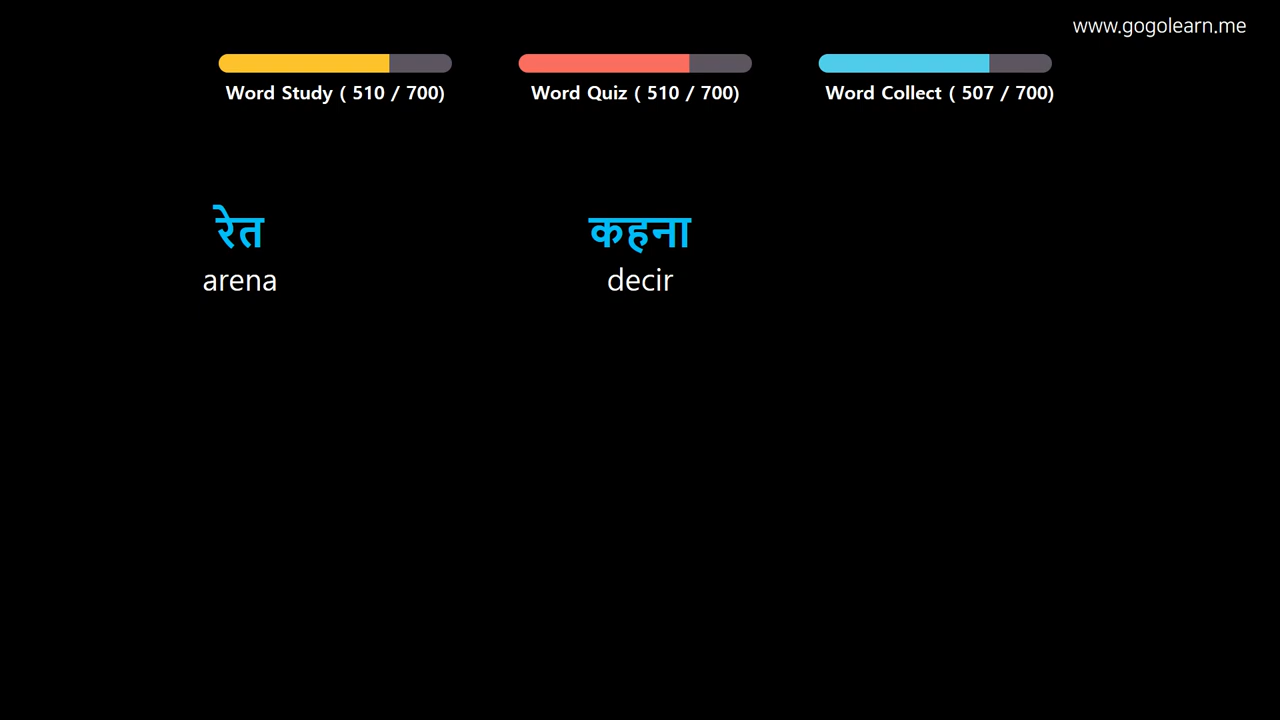 www.gogolearn.me
Word Study ( 510 / 700)
Word Quiz ( 510 / 700)
Word Collect ( 507 / 700)
रेत
arena
कहना
decir